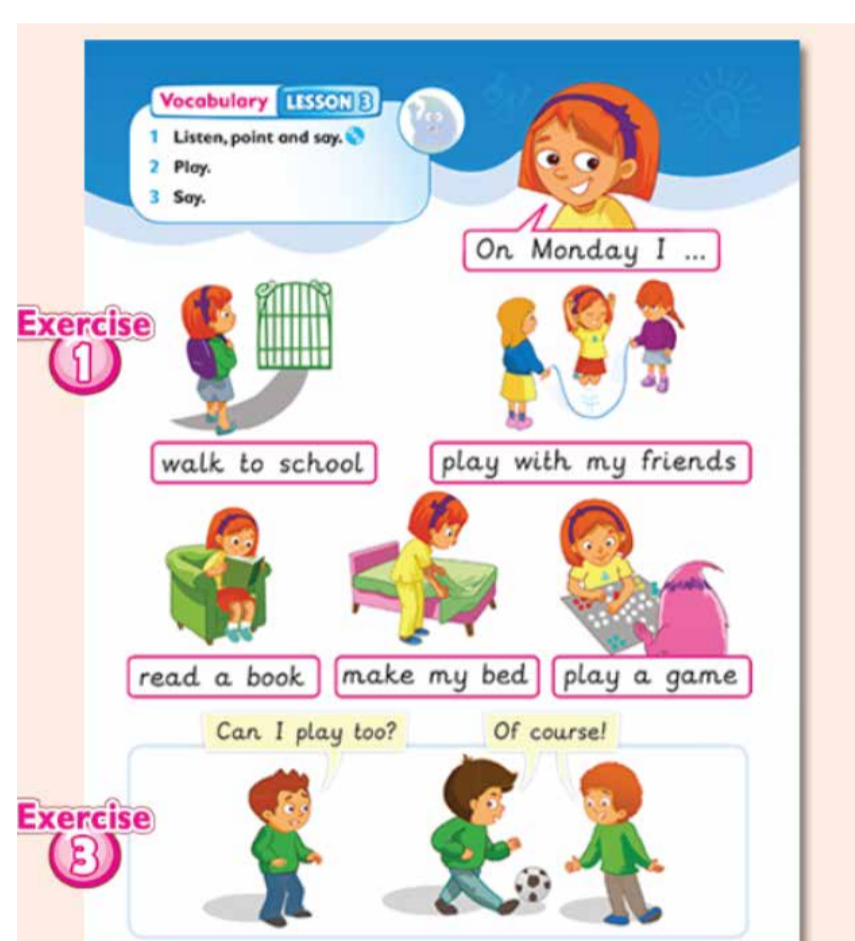 Vocabulary LESSON 3
1 Listen, point and say.
2 Play.
3 Say.
On Monday I ...
Exercise
1
walk to school
play with my friends
read a book
make my bed
play a game
Can I play too?
Of course!
Exercise
3